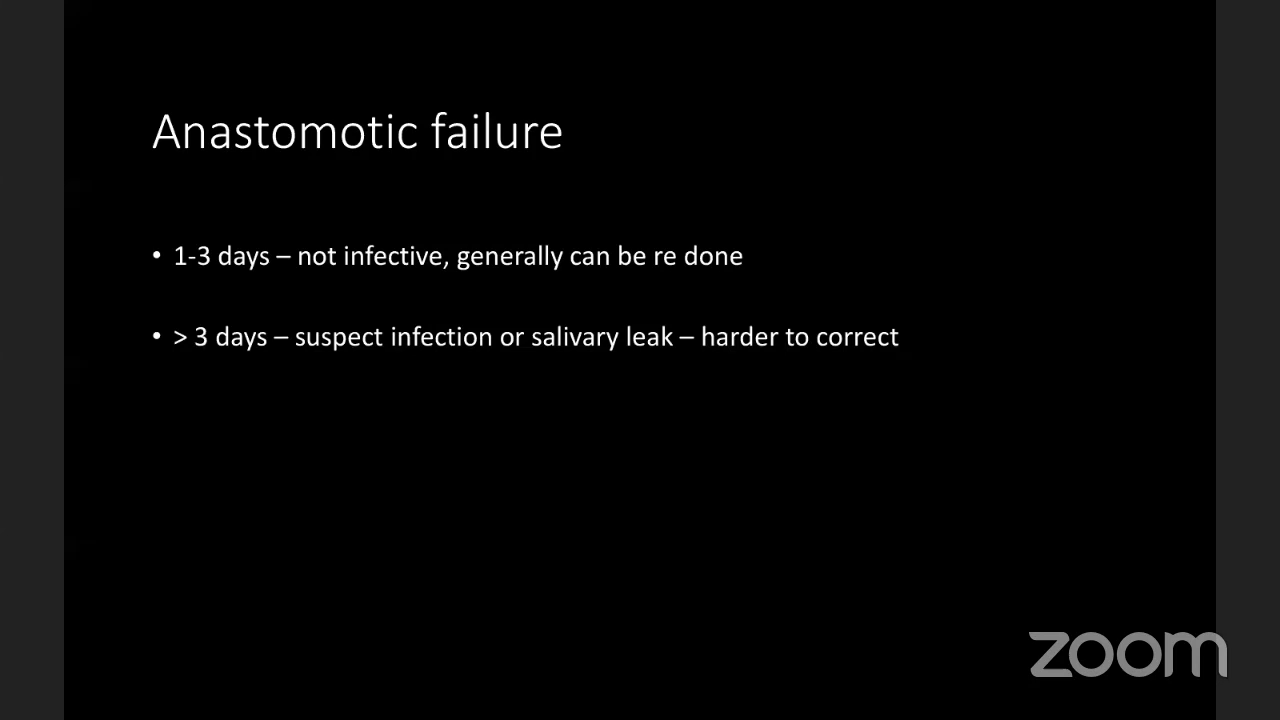 Anastomotic failure
• 1-3 days – not infective, generally can be re done
• > 3 days – suspect infection or salivary leak – harder to correct
zoom